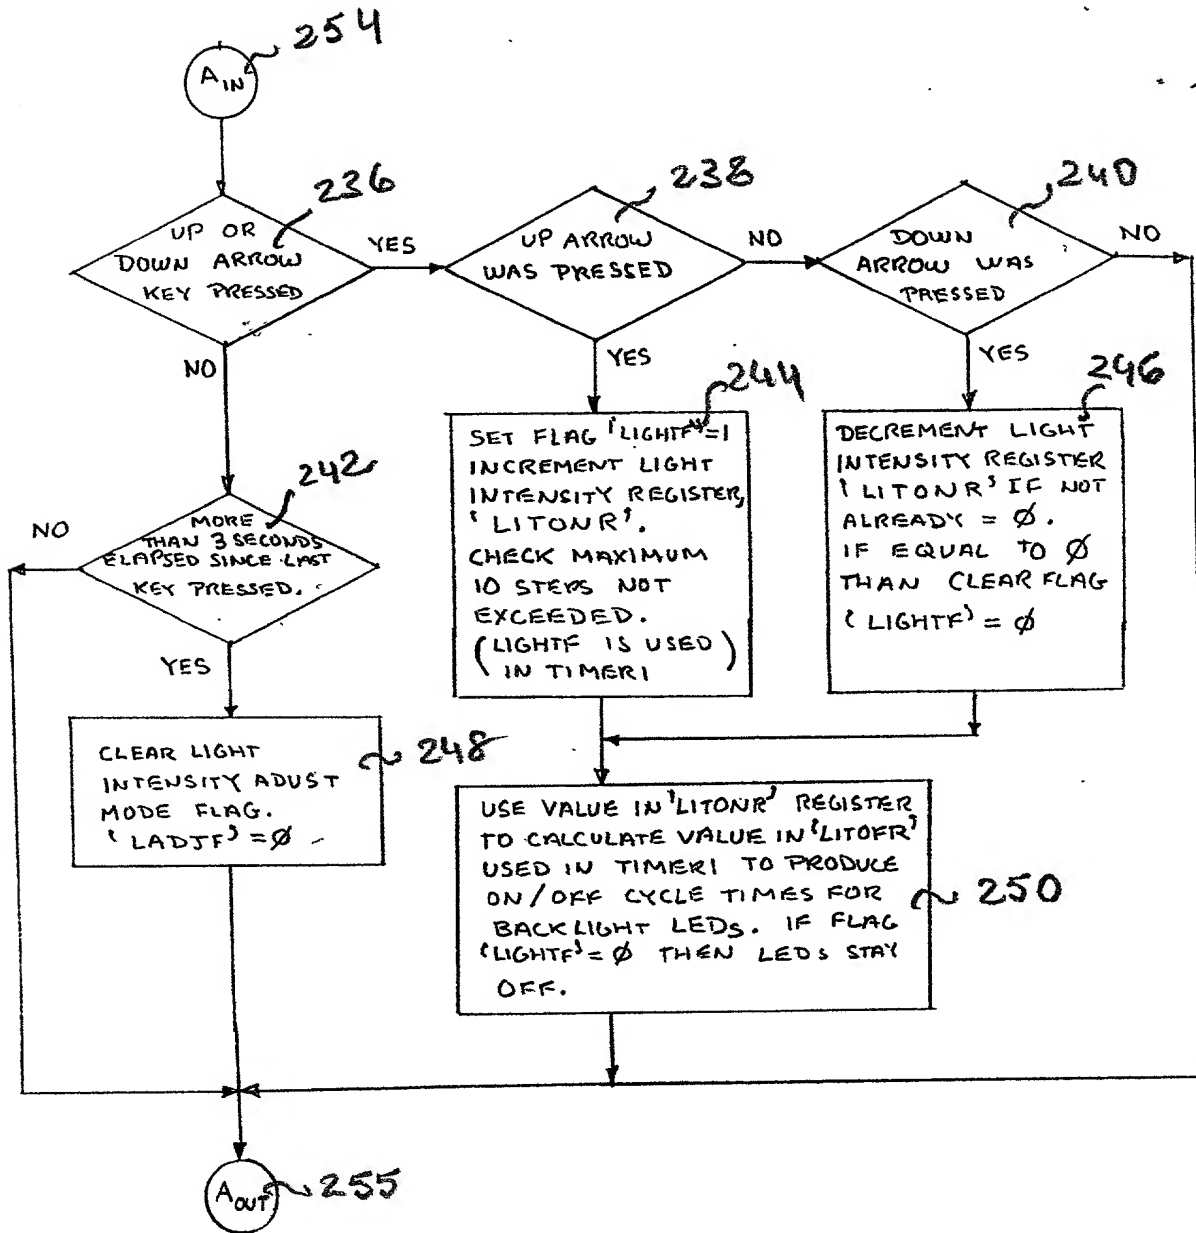 254
A IN
236
UP OR
DOWN ARROW
KEY PRESSED
YES
NO
238
UP ARROW
WAS PRESSED
NO
YES
240
DOWN
ARROW WAS
PRESSED
NO
YES
242
MORE
THAN 3 SECONDS
ELAPSED SINCE LAST
KEY PRESSED.
NO
YES
244
SET FLAG 'LIGHTF'=1
INCREMENT LIGHT
INTENSITY REGISTER,
'LITONR'.
CHECK MAXIMUM
10 STEPS NOT
EXCEEDED.
(LIGHTF IS USED
IN TIMER1)
246
DECREMENT LIGHT
INTENSITY REGISTER
'LITONR' IF NOT
ALREADY = Ø.
IF EQUAL TO Ø
THAN CLEAR FLAG
'LIGHTF' = Ø
248
CLEAR LIGHT
INTENSITY ADUST
MODE FLAG.
'LADJF' = Ø
250
USE VALUE IN 'LITONR' REGISTER
TO CALCULATE VALUE IN 'LITOFR'
USED IN TIMER1 TO PRODUCE
ON/OFF CYCLE TIMES FOR
BACKLIGHT LEDS. IF FLAG
'LIGHTF' = Ø THEN LEDS STAY
OFF.
A OUT
255